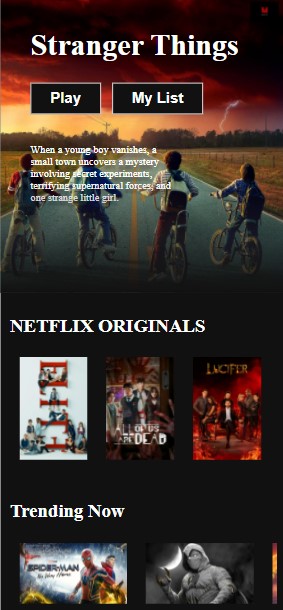 Stranger Things
Play
My List
When a young boy vanishes, a
small town uncovers a mystery
involving secret experiments,
terrifying supernatural forces, and
one strange little girl.
NETFLIX ORIGINALS
ELITE
ALL OF US
ARE DEAD
LUCIFER
Trending Now
SPIDER-MAN
No Way Home